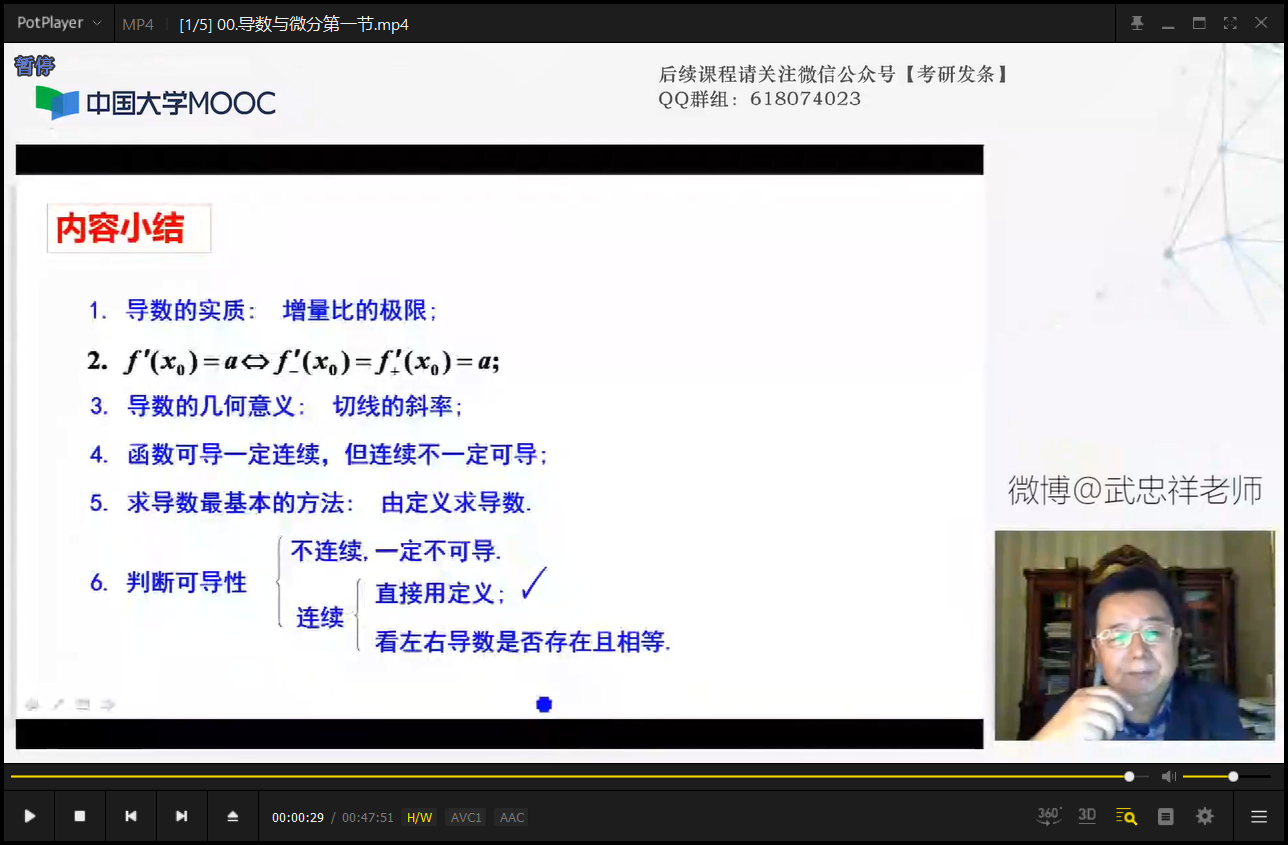 PotPlayer MP4 [1/5] 00.导数与微分第一节.mp4
暂停
中国大学MOOC
后续课程请关注微信公众号【考研发条】
QQ群组：618074023
内容小结
1. 导数的实质： 增量比的极限；
2. f′(x₀)=a⇔f′₋(x₀)=f′₊(x₀)=a;
3. 导数的几何意义： 切线的斜率；
4. 函数可导一定连续，但连续不一定可导；
5. 求导数最基本的方法： 由定义求导数.
6. 判断可导性
不连续, 一定不可导.
连续
直接用定义；
看左右导数是否存在且相等.
微博@武忠祥老师
00:00:29 / 00:47:51 H/W AVC1 AAC
360° 3D